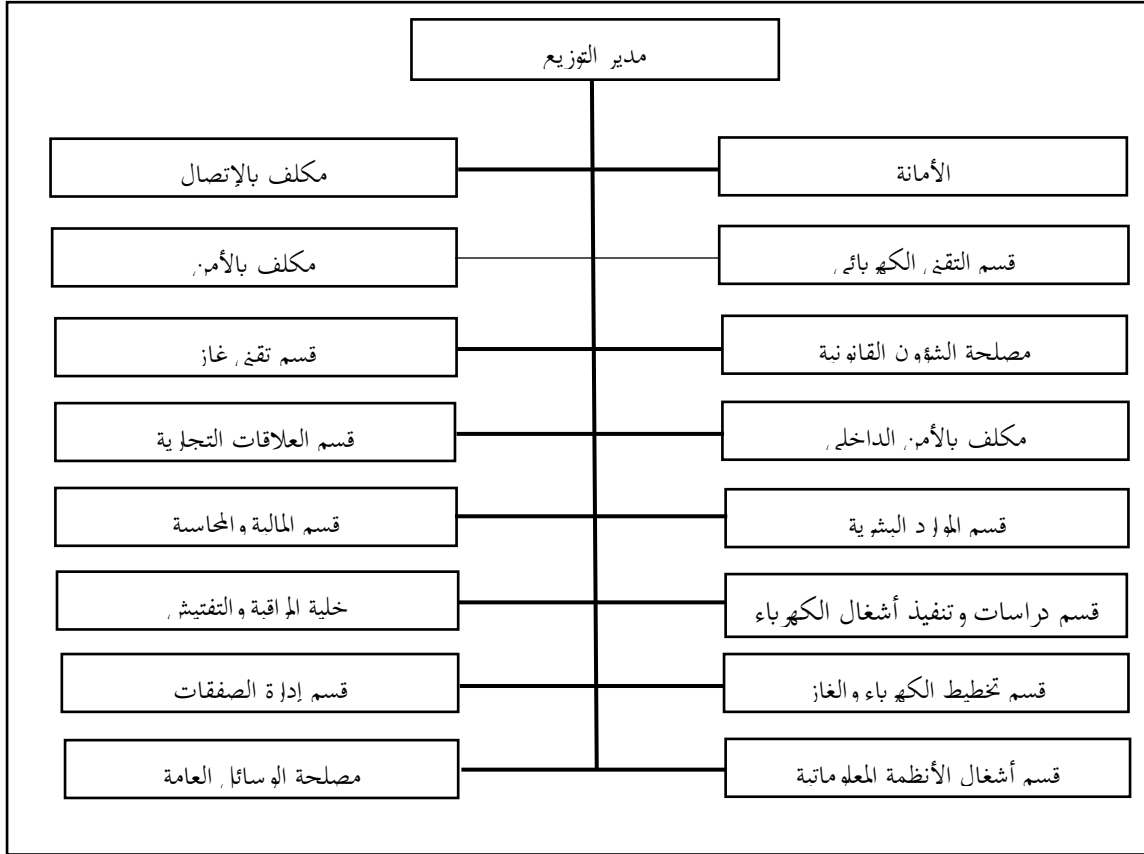 مدير التوزيع
الأمانة
مكلف بالإتصال
قسم التقني الكهربائي
مكلف بالأمن
مصلحة الشؤون القانونية
قسم تقني غاز
مكلف بالأمن الداخلي
قسم العلاقات التجارية
قسم الموارد البشرية
قسم المالية والمحاسبة
قسم دراسات وتنفيذ أشغال الكهرباء
خلية المراقبة والتفتيش
قسم تخطيط الكهرباء والغاز
قسم إدارة الصفقات
قسم أشغال الأنظمة المعلوماتية
مصلحة الوسائل العامة